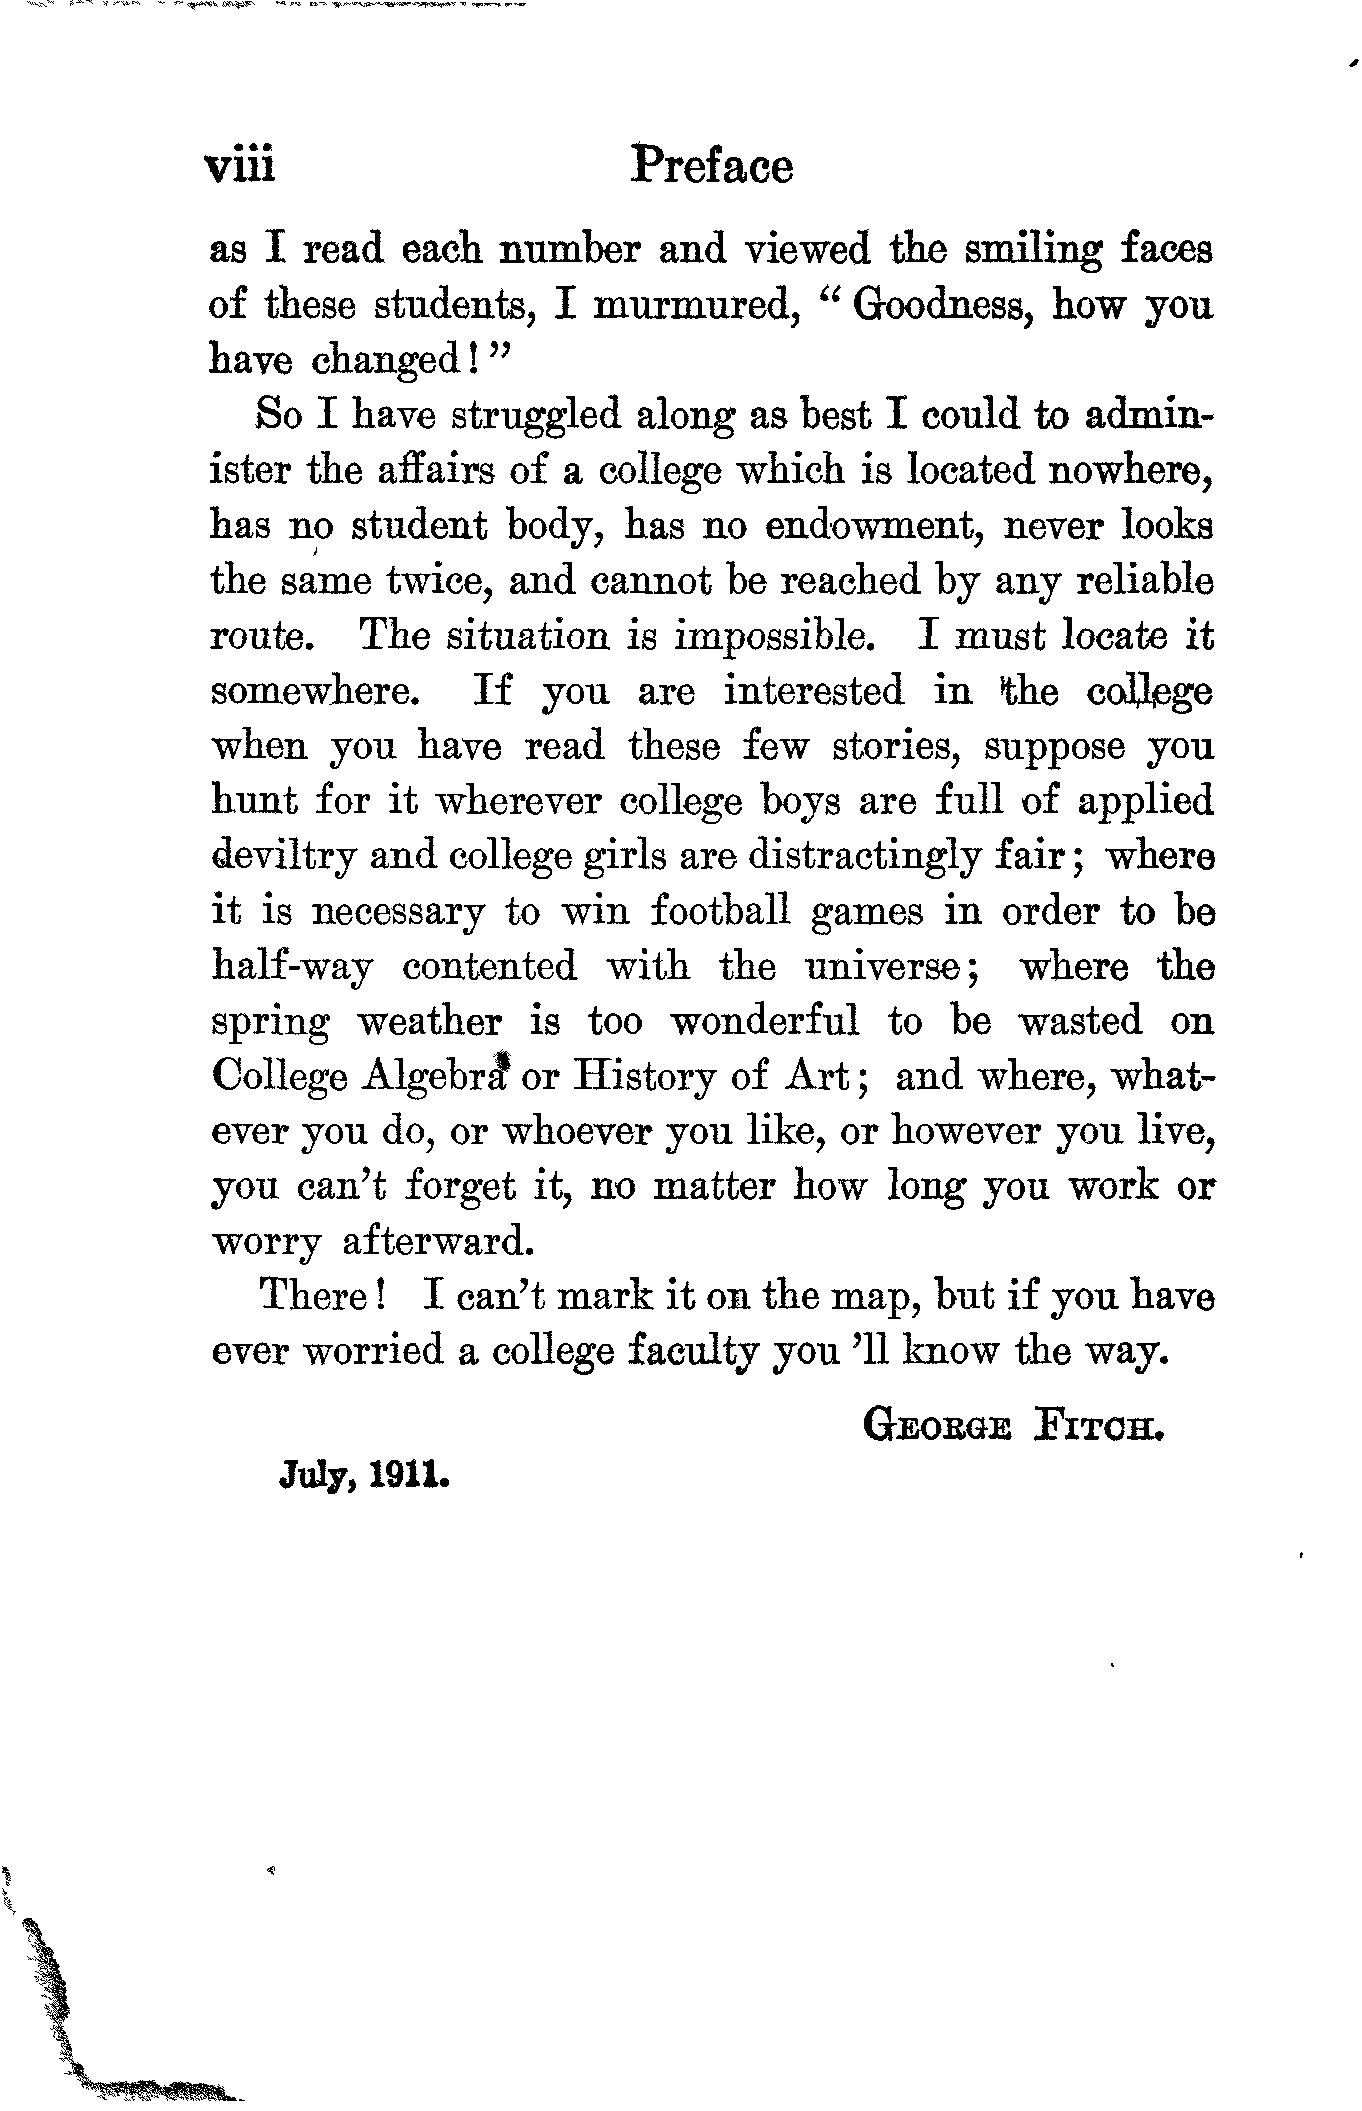 viii Preface
as I read each number and viewed the smiling faces
of these students, I murmured, “ Goodness, how you
have changed! ”
So I have struggled along as best I could to admin-
ister the affairs of a college which is located nowhere,
has no student body, has no endowment, never looks
the same twice, and cannot be reached by any reliable
route. The situation is impossible. I must locate it
somewhere. If you are interested in the college
when you have read these few stories, suppose you
hunt for it wherever college boys are full of applied
deviltry and college girls are distractingly fair; where
it is necessary to win football games in order to be
half-way contented with the universe; where the
spring weather is too wonderful to be wasted on
College Algebra or History of Art; and where, what-
ever you do, or whoever you like, or however you live,
you can’t forget it, no matter how long you work or
worry afterward.
There! I can’t mark it on the map, but if you have
ever worried a college faculty you ’ll know the way.
GEORGE FITCH.
July, 1911.